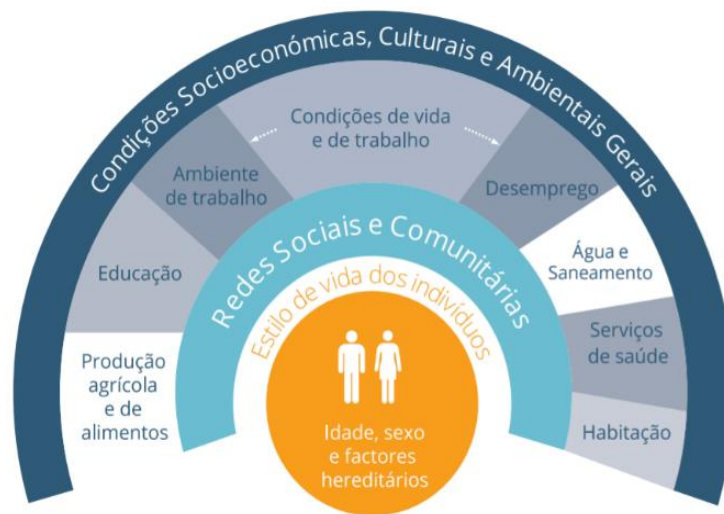 Condições Socioeconómicas, Culturais e Ambientais Gerais
Condições de vida
e de trabalho
Ambiente
de trabalho
Desemprego
Educação
Água e
Saneamento
Produção
agrícola
e de
alimentos
Serviços
de saúde
Habitação
Redes Sociais e Comunitárias
Estilo de vida dos indivíduos
Idade, sexo
e factores
hereditários